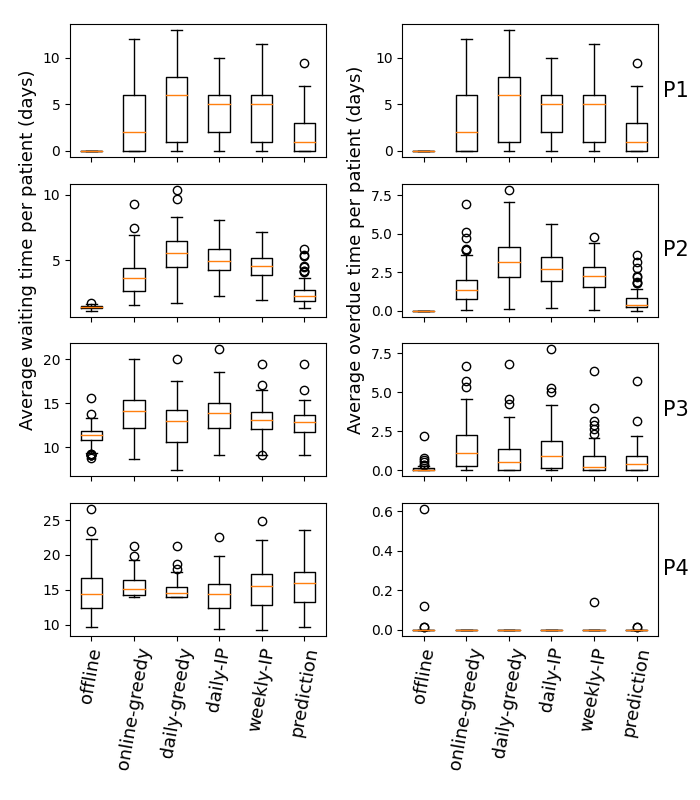 Average waiting time per patient (days)
Average overdue time per patient (days)
10
5
0
10
5
0
P1
10
5
7.5
5.0
2.5
0.0
P2
20
15
10
7.5
5.0
2.5
0.0
P3
25
20
15
10
0.6
0.4
0.2
0.0
P4
offline
online-greedy
daily-greedy
daily-IP
weekly-IP
prediction
offline
online-greedy
daily-greedy
daily-IP
weekly-IP
prediction